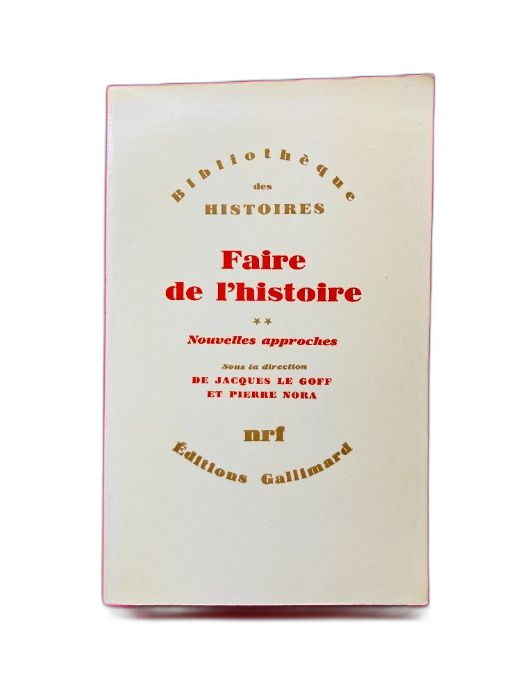 Bibliothèque
des
HISTOIRES
Faire
de l'histoire
**
Nouvelles approches
Sous la direction
DE JACQUES LE GOFF
ET PIERRE NORA
nrf
Éditions Gallimard